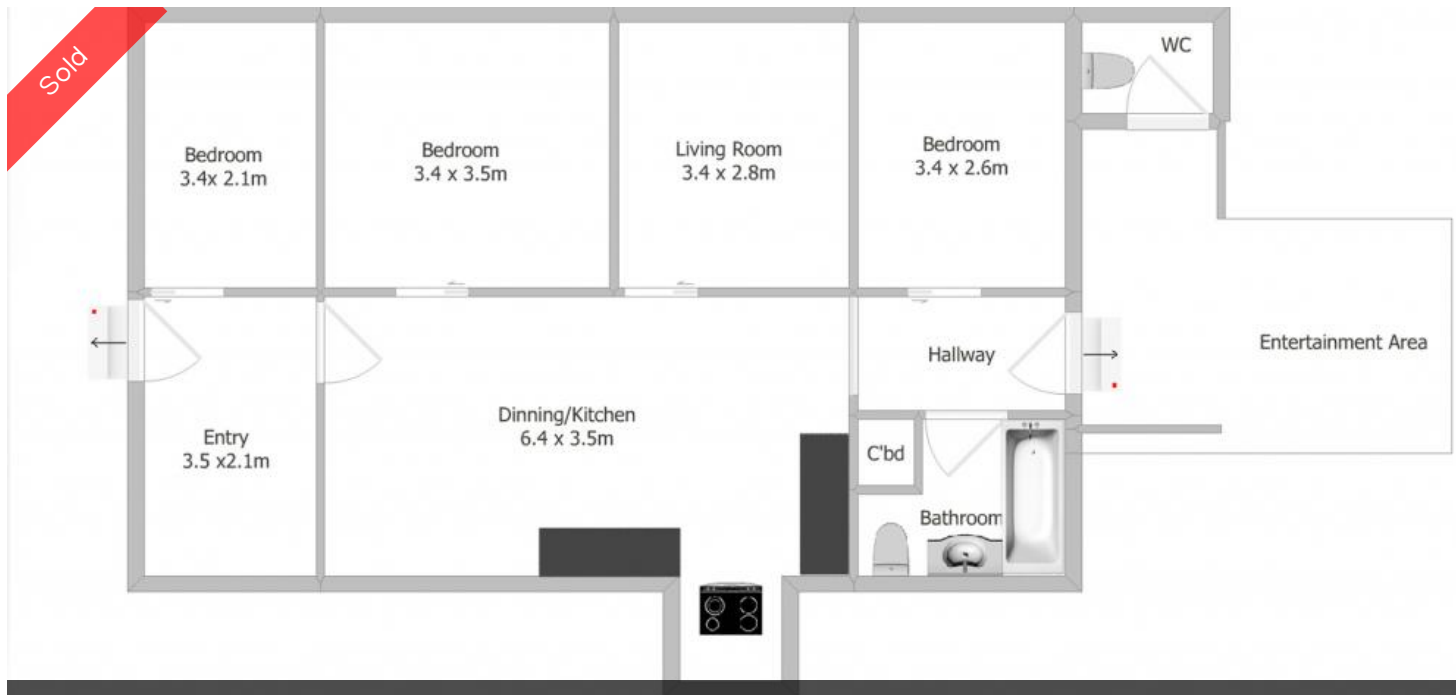 Sold
WC
Bedroom
3.4x 2.1m
Bedroom
3.4 x 3.5m
Living Room
3.4 x 2.8m
Bedroom
3.4 x 2.6m
Entertainment Area
Hallway
Dinning/Kitchen
6.4 x 3.5m
Entry
3.5 x2.1m
C'bd
Bathroom